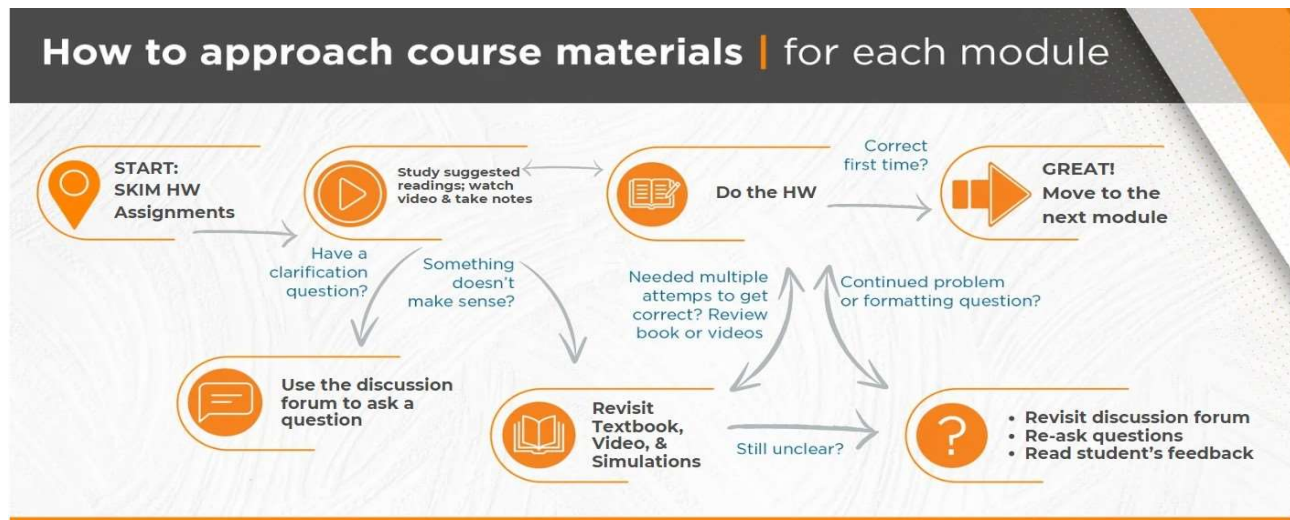 How to approach course materials | for each module
START:
SKIM HW
Assignments
Study suggested
readings; watch
video & take notes
Do the HW
Correct
first time?
GREAT!
Move to the
next module
Have a
clarification
question?
Something
doesn't
make sense?
Needed multiple
attemps to get
correct? Review
book or videos
Continued problem
or formatting question?
Use the discussion
forum to ask a
question
Revisit
Textbook,
Video, &
Simulations
Still unclear?
?
• Revisit discussion forum
• Re-ask questions
• Read student's feedback